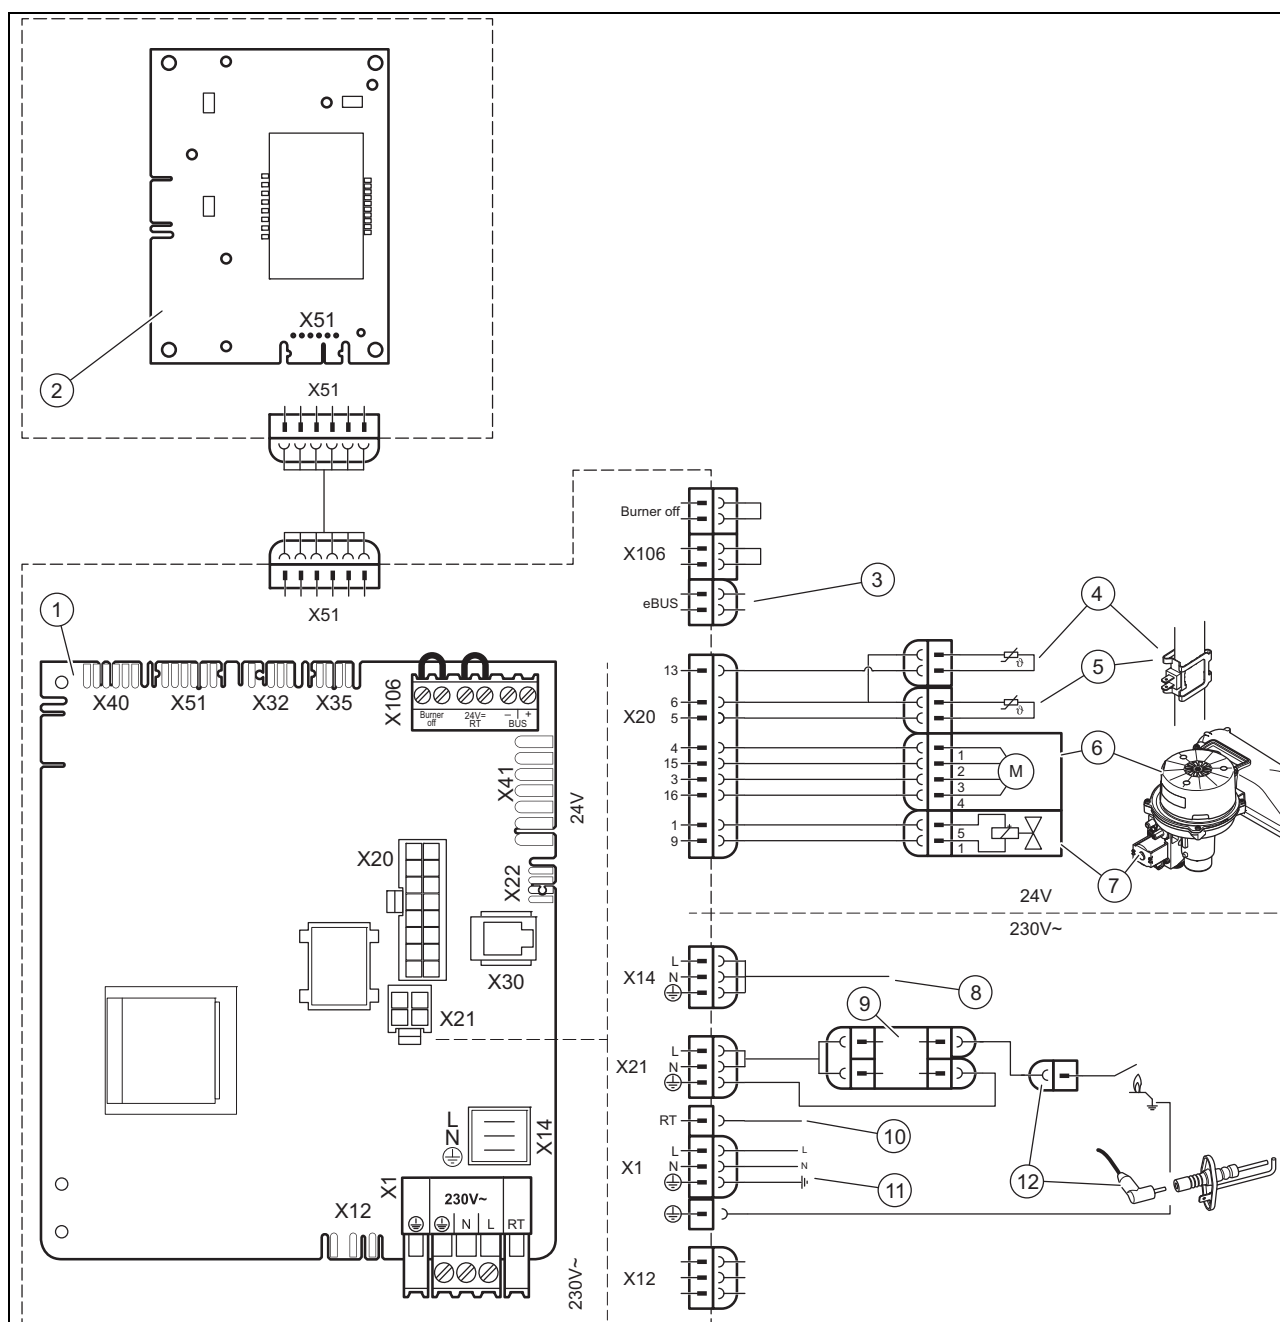 X51
2
X51
X51
Burner off
X106
eBUS
3
4
5
6
7
1
X40
X51
X32
X35
X106
Burner
off
24V=
RT
– | +
BUS
X41
24V
X22
X20
X30
X21
13
6
X20
5
4
15
3
16
1
9
1
2
3
4
M
5
1
ϑ
ϑ
24V
230V~
X14
L
N
8
9
X21
L
N
RT
10
X1
L
N
L
N
11
12
X12
L
N
X14
X1
230V~
N
L
RT
X12
230V~